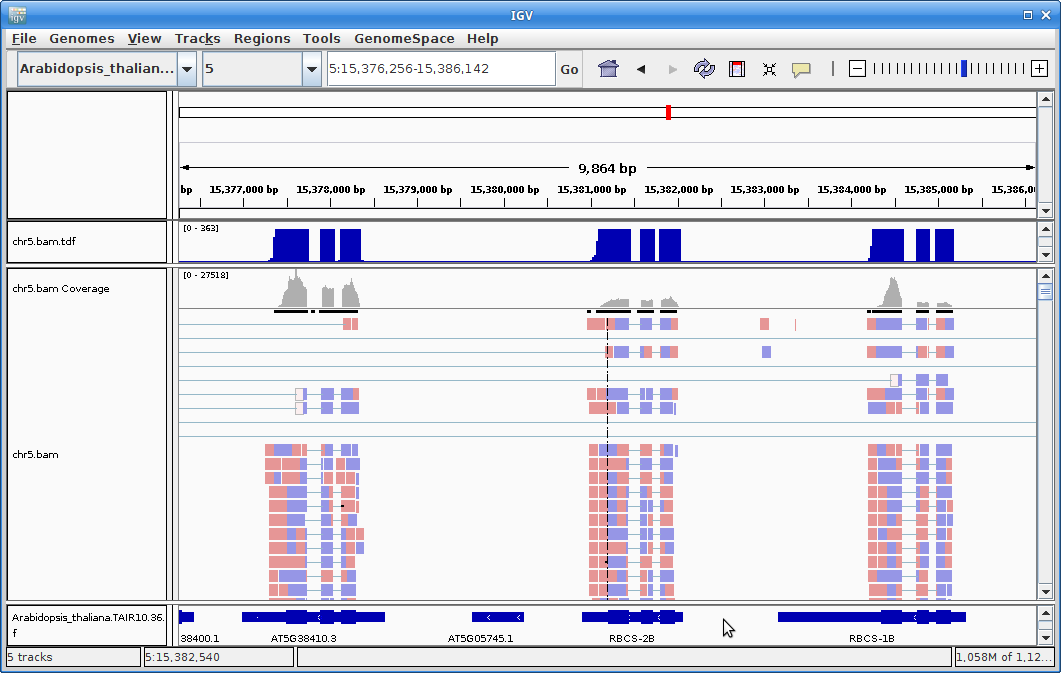 IGV
File Genomes View Tracks Regions Tools GenomeSpace Help
Arabidopsis_thalian... 5 5:15,376,256-15,386,142 Go
9,864 bp
bp 15,377,000 bp 15,378,000 bp 15,379,000 bp 15,380,000 bp 15,381,000 bp 15,382,000 bp 15,383,000 bp 15,384,000 bp 15,385,000 bp 15,386,0
[0 - 363]
chr5.bam.tdf
[0 - 27518]
chr5.bam Coverage
chr5.bam
Arabidopsis_thaliana.TAIR10.36.
f
38400.1 AT5G38410.3 AT5G05745.1 RBCS-2B RBCS-1B
5 tracks 5:15,382,540 1,058M of 1,12...